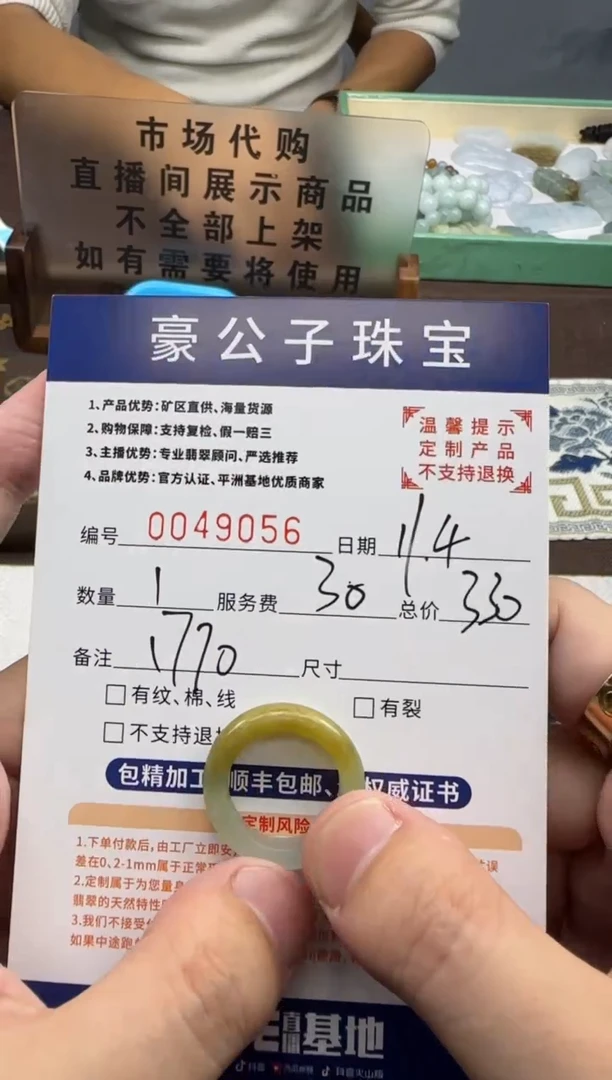 市场代购
直播间展示商品
不全部上架
如有需要将使用
豪公子珠宝
1、产品优势:矿区直供、海量货源
2、购物保障:支持复检、假一赔三
3、主播优势:专业翡翠顾问、严选推荐
4、品牌优势:官方认证、平洲基地优质商家
温馨提示
定制产品
不支持退换
编号 0049056 日期 11.4
数量 1 服务费 30 总价 330
备注 1770 尺寸
有纹、棉、线 有裂
不支持退
包精加工 顺丰包邮、权威证书
定制风险
1.下单付款后,由工厂立即安
差在0、2-1mm属于正常
2.定制属于为您量身
翡翠的天然特性
3.我们不接受
如果中途跑
直播基地
抖音 抖音火山版